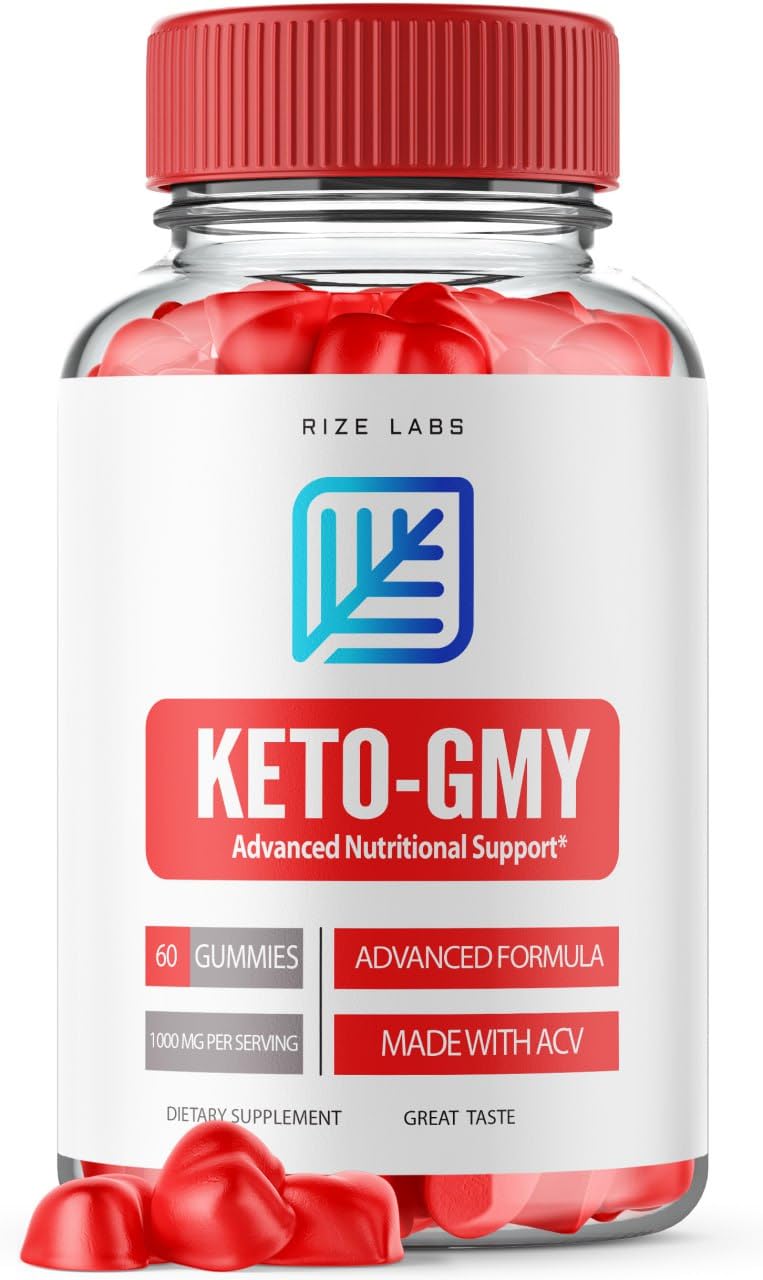 RIZE LABS
KETO-GMY
Advanced Nutritional Support*
60 GUMMIES
ADVANCED FORMULA
1000 MG PER SERVING
MADE WITH ACV
DIETARY SUPPLEMENT
GREAT TASTE